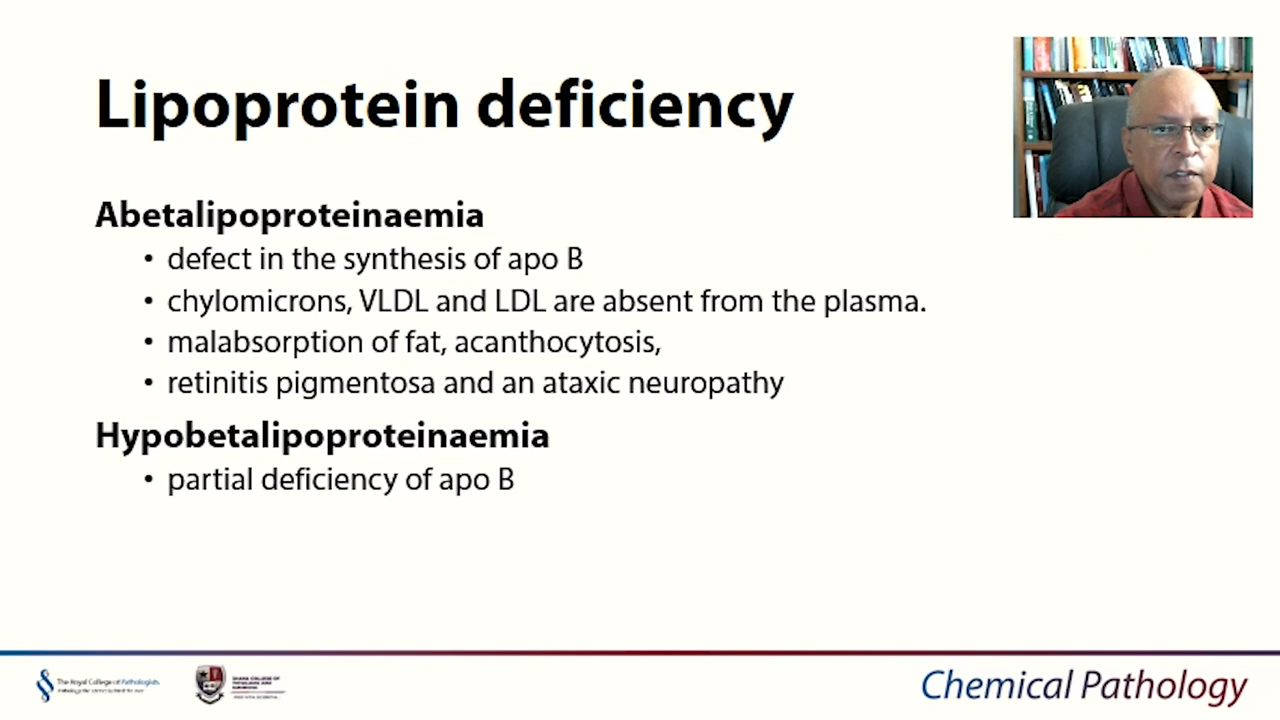 Lipoprotein deficiency
Abetalipoproteinaemia
• defect in the synthesis of apo B
• chylomicrons, VLDL and LDL are absent from the plasma.
• malabsorption of fat, acanthocytosis,
• retinitis pigmentosa and an ataxic neuropathy
Hypobetalipoproteinaemia
• partial deficiency of apo B
The Royal College of Pathologists
Chemical Pathology